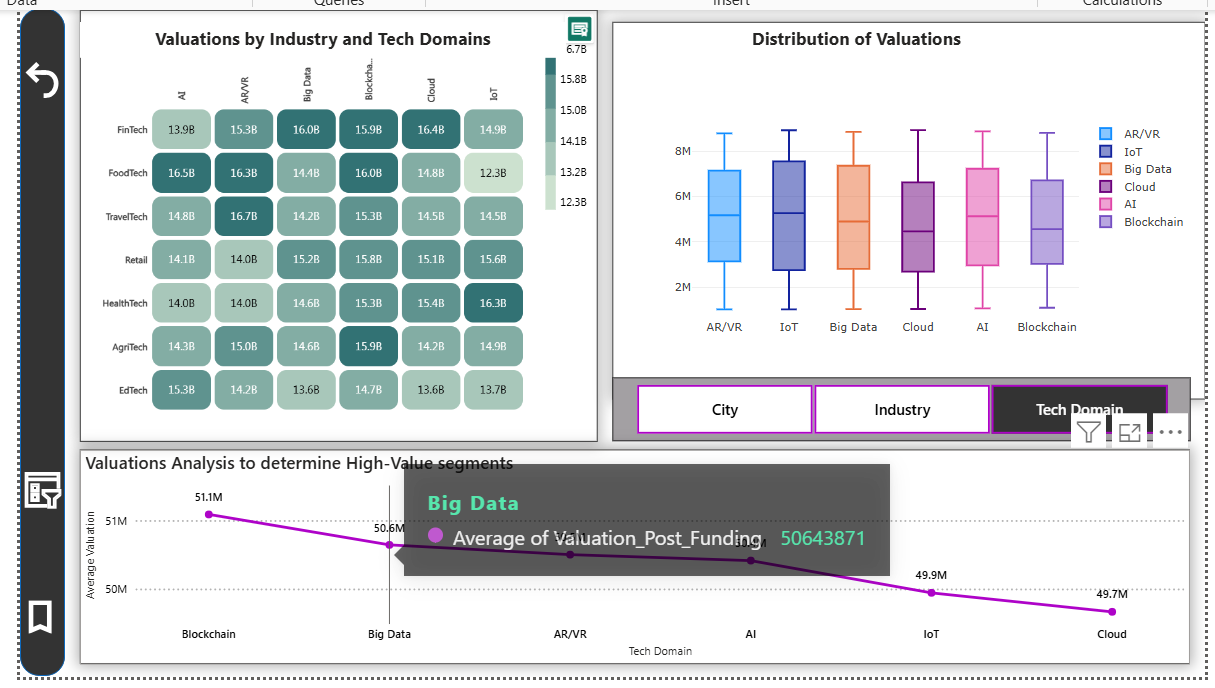 Data Queries Insert Calculations
Valuations by Industry and Tech Domains
AI AR/VR Big Data Blockcha... Cloud IoT
FinTech 13.9B 15.3B 16.0B 15.9B 16.4B 14.9B
FoodTech 16.5B 16.3B 14.4B 16.0B 14.8B 12.3B
TravelTech 14.8B 16.7B 14.2B 15.3B 14.5B 14.5B
Retail 14.1B 14.0B 15.2B 15.8B 15.1B 15.6B
HealthTech 14.0B 14.0B 14.6B 15.3B 15.4B 16.3B
AgriTech 14.3B 15.0B 14.6B 15.9B 14.2B 14.9B
EdTech 15.3B 14.2B 13.6B 14.7B 13.6B 13.7B
6.7B
15.8B
15.0B
14.1B
13.2B
12.3B
Distribution of Valuations
8M
6M
4M
2M
AR/VR IoT Big Data Cloud AI Blockchain
AR/VR
IoT
Big Data
Cloud
AI
Blockchain
City Industry Tech Domain
Valuations Analysis to determine High-Value segments
Average Valuation
51M
50M
51.1M
50.6M
49.9M
49.7M
Big Data
Average of Valuation_Post_Funding 50643871
Blockchain Big Data AR/VR AI IoT Cloud
Tech Domain